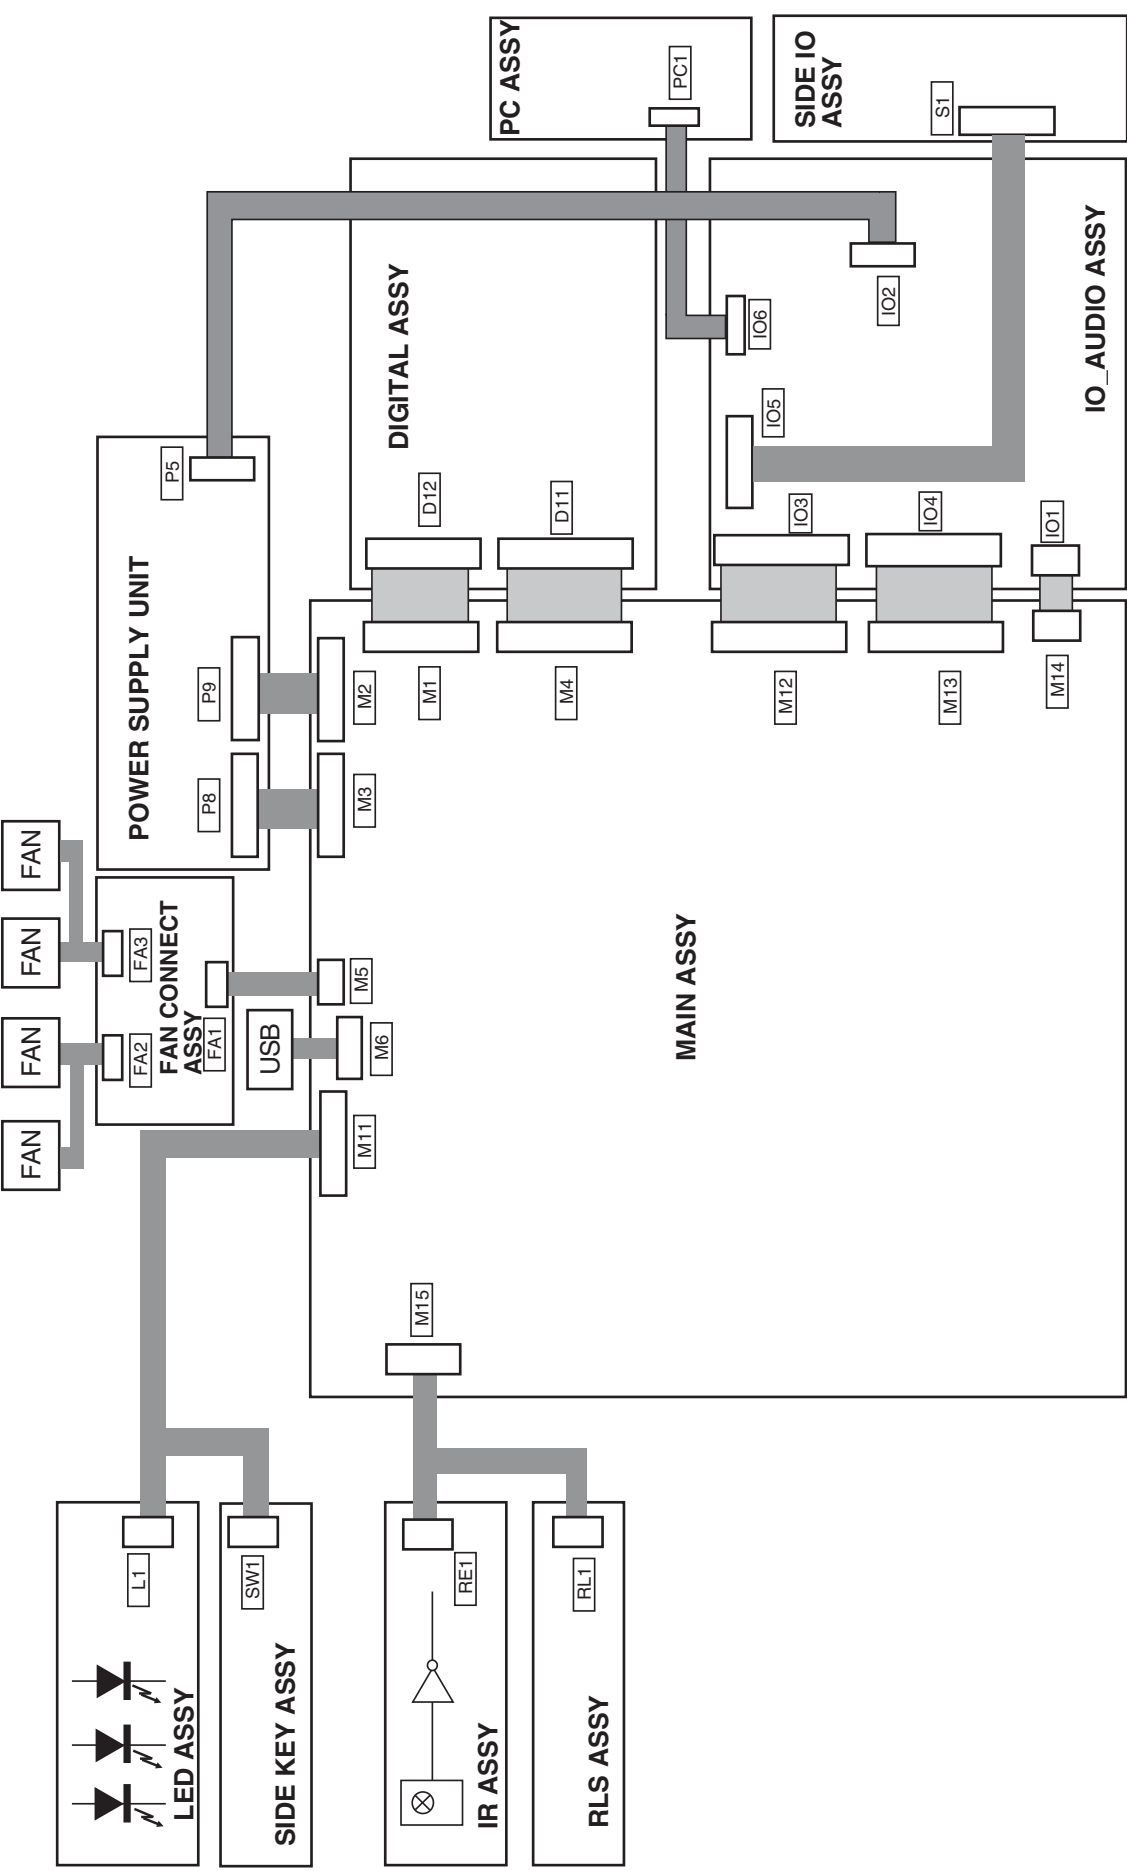 LED ASSY
L1
SIDE KEY ASSY
SW1
IR ASSY
RE1
RLS ASSY
RL1
FAN
FAN
FAN
FAN
FA2
FA3
FAN CONNECT
ASSY
FA1
USB
POWER SUPPLY UNIT
P8
P9
P5
MAIN ASSY
M15
M11
M6
M5
M3
M2
M1
M4
M12
M13
M14
DIGITAL ASSY
D12
D11
PC ASSY
PC1
SIDE IO
ASSY
S1
IO_AUDIO ASSY
IO3
IO4
IO1
IO5
IO6
IO2